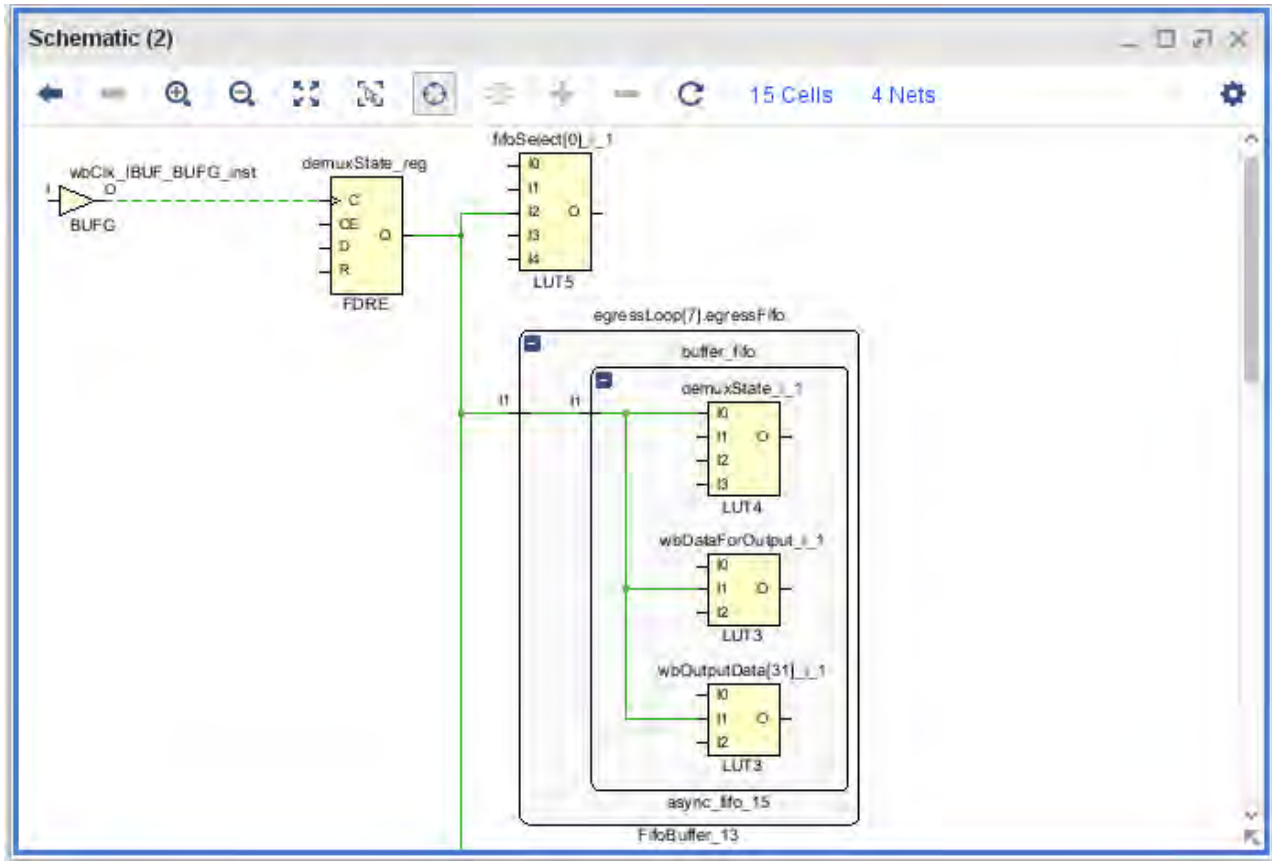 Schematic (2)
15 Cells 4 Nets
fifoSelect[0]_i_1
wbClk_IBUF_BUFG_inst
demuxState_reg
I0
I1
I2
I3
I4
O
LUT5
I
O
BUFG
C
CE
D
R
Q
FDRE
egressLoop[7].egressFifo
buffer_fifo
demuxState_i_1
I1
I1
I0
I1
I2
I3
O
LUT4
wbDataForOutput_i_1
I0
I1
I2
O
LUT3
wbOutputData[31]_i_1
I0
I1
I2
O
LUT3
async_fifo_15
FifoBuffer_13